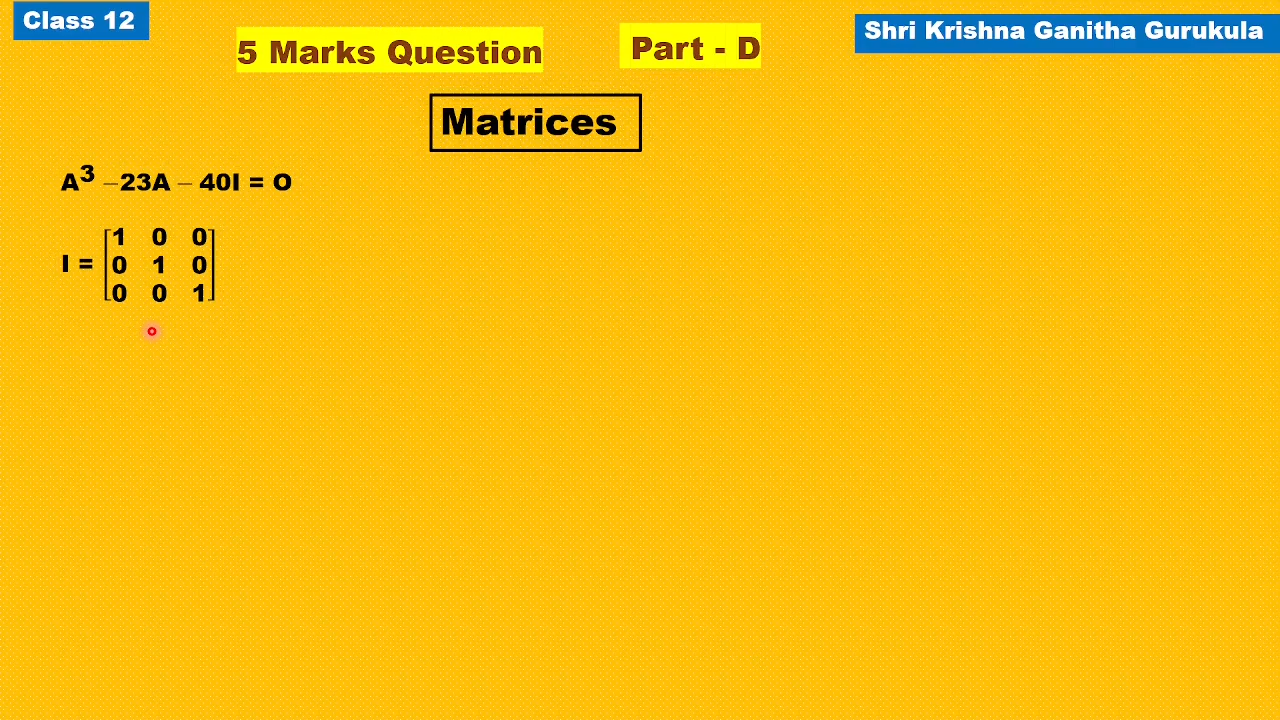 Class 12
5 Marks Question
Part - D
Shri Krishna Ganitha Gurukula
Matrices
A³ –23A – 40I = O
I = [1 0 0
0 1 0
0 0 1]